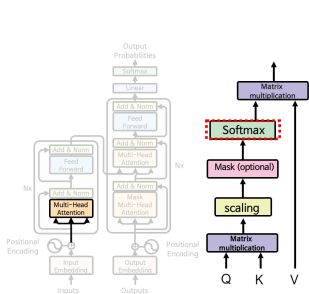 Output
Probabilities
Softmax
Linear
Add & Norm
Feed
Forward
Add & Norm
Multi-Head
Attention
Nx
Add & Norm
Mask
Multi-Head
Attention
Positional
Encoding
Output
Embedding
Outputs
Add & Norm
Feed
Forward
Nx
Add & Norm
Multi-Head
Attention
Positional
Encoding
Input
Embedding
Inputs
Matrix
multiplication
Softmax
Mask (optional)
scaling
Matrix
multiplication
Q K V